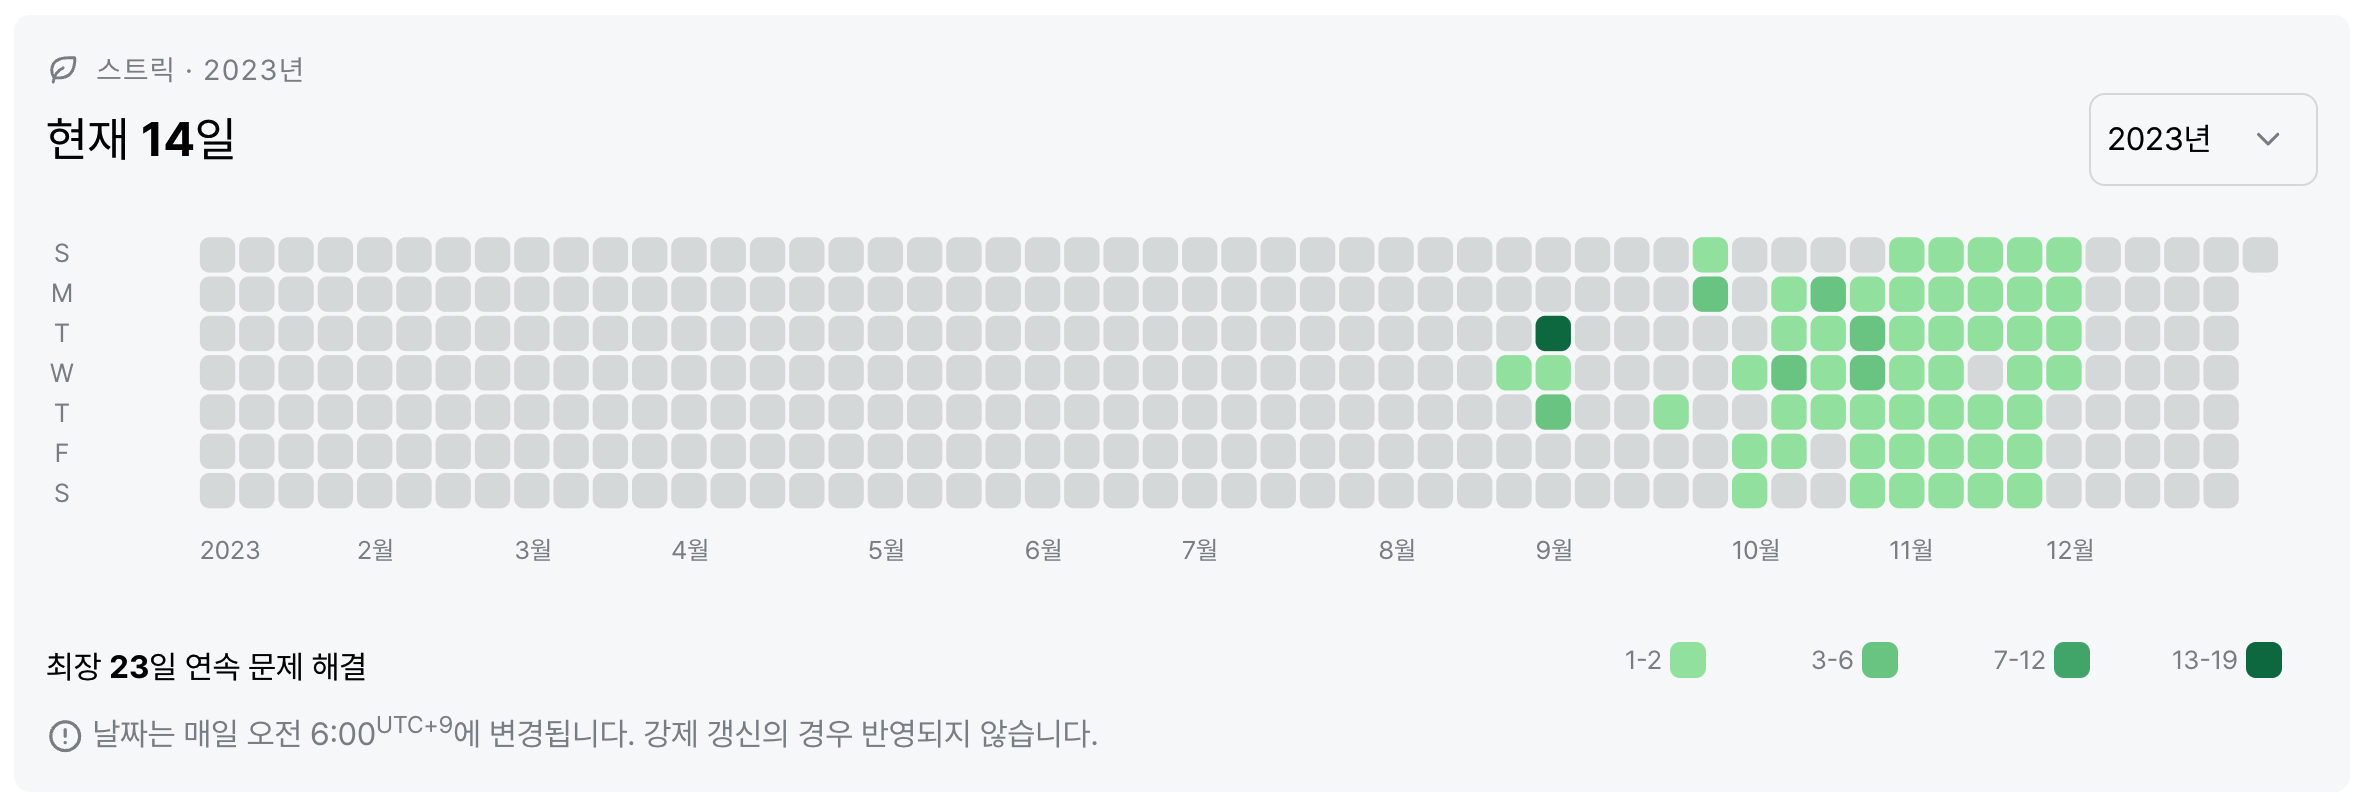 스트릭 · 2023년
현재 14일
2023년
S
M
T
W
T
F
S
2023 2월 3월 4월 5월 6월 7월 8월 9월 10월 11월 12월
최장 23일 연속 문제 해결
1-2 3-6 7-12 13-19
날짜는 매일 오전 6:00UTC+9에 변경됩니다. 강제 갱신의 경우 반영되지 않습니다.